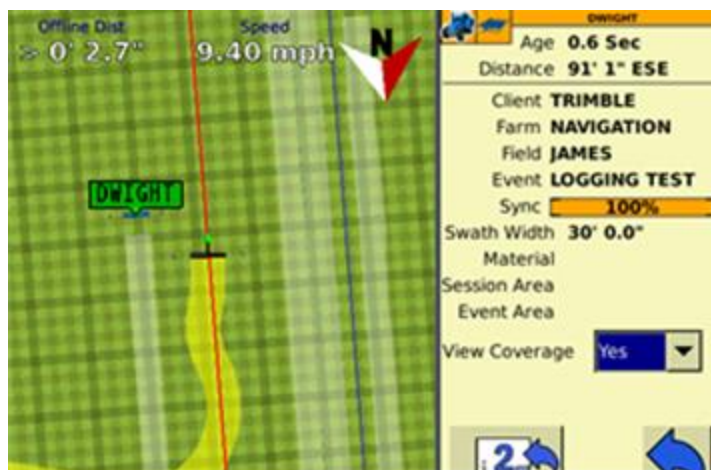 Offline Dist
> 0' 2.7"
Speed
9.40 mph
N
DWIGHT
DWIGHT
Age 0.6 Sec
Distance 91' 1" ESE
Client TRIMBLE
Farm NAVIGATION
Field JAMES
Event LOGGING TEST
Sync 100%
Swath Width 30' 0.0"
Material
Session Area
Event Area
View Coverage Yes
2